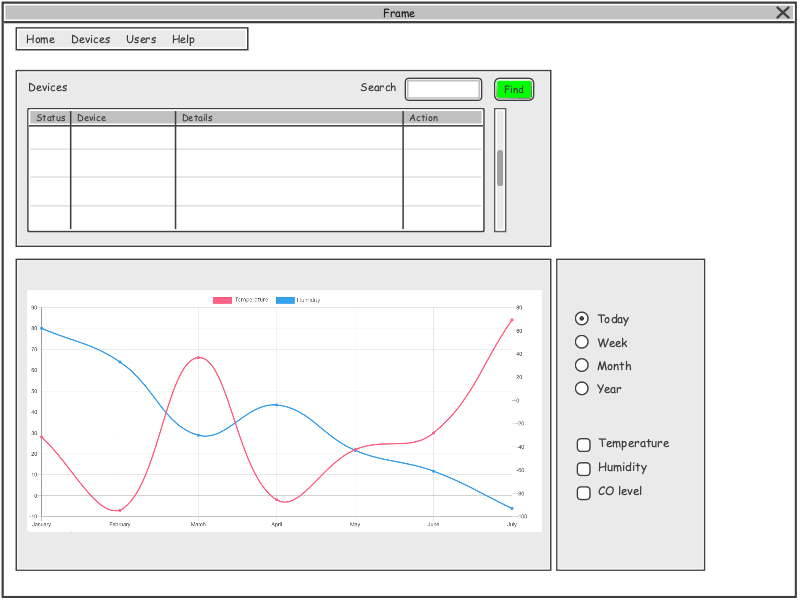 Frame
Home Devices Users Help
Devices Search Find
Status Device Details Action
Temperature Humidity
90 80
80 60
70 40
60 20
50 0
40 -20
30 -40
20 -60
10 -80
0 -100
-10
January February March April May June July
Today
Week
Month
Year
Temperature
Humidity
CO level